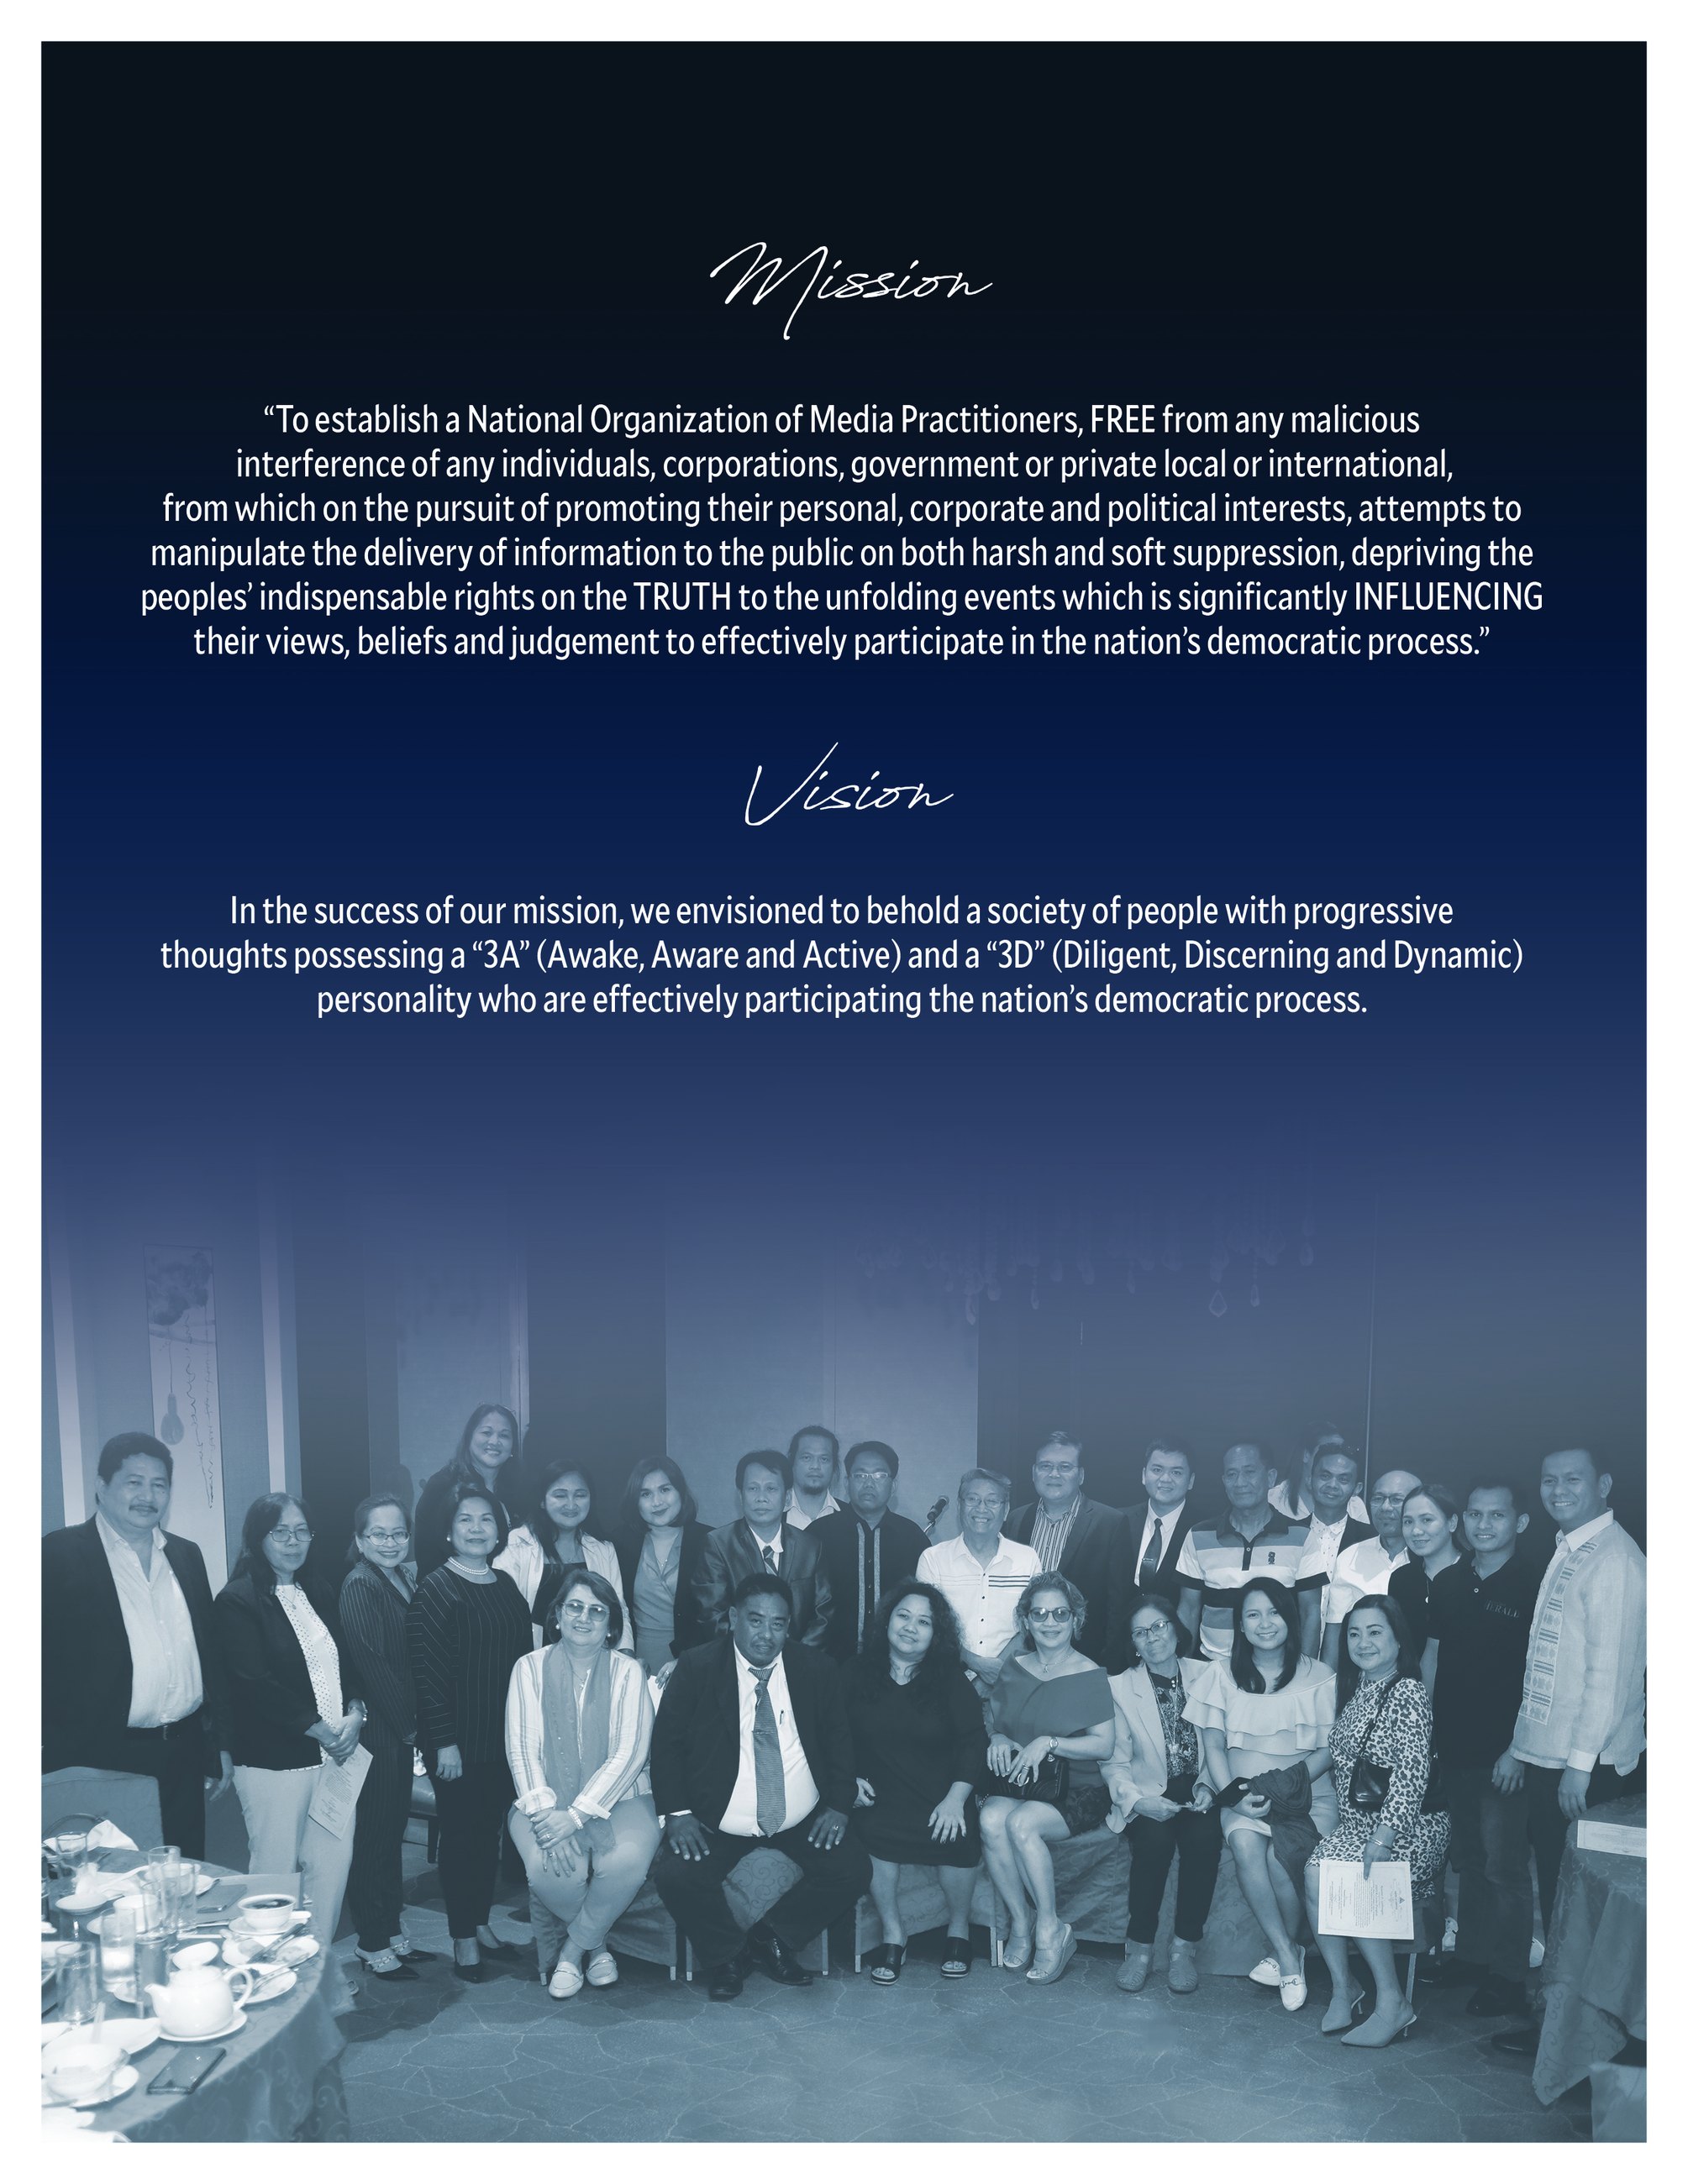 Mission
“To establish a National Organization of Media Practitioners, FREE from any malicious
interference of any individuals, corporations, government or private local or international,
from which on the pursuit of promoting their personal, corporate and political interests, attempts to
manipulate the delivery of information to the public on both harsh and soft suppression, depriving the
peoples’ indispensable rights on the TRUTH to the unfolding events which is significantly INFLUENCING
their views, beliefs and judgement to effectively participate in the nation’s democratic process.”
Vision
In the success of our mission, we envisioned to behold a society of people with progressive
thoughts possessing a “3A” (Awake, Aware and Active) and a “3D” (Diligent, Discerning and Dynamic)
personality who are effectively participating the nation’s democratic process.